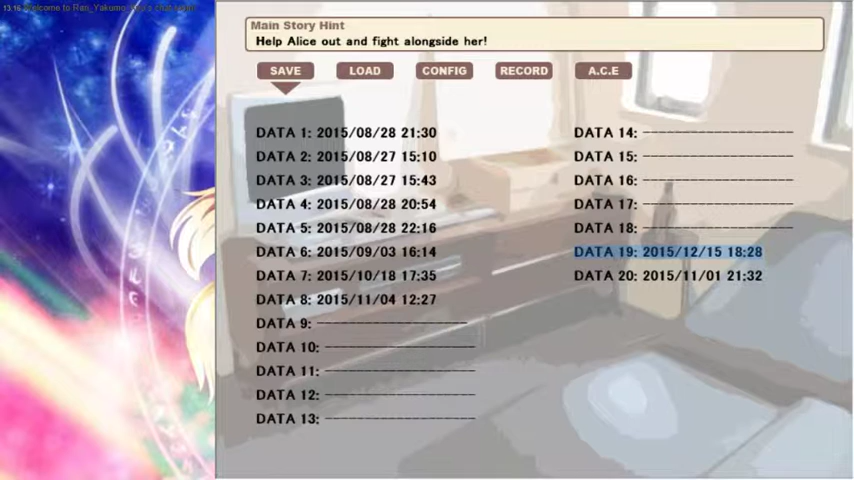 13:16 Welcome to Ran_Yakumo_
Main Story Hint
Help Alice out and fight alongside her!
SAVE LOAD CONFIG RECORD A.C.E
DATA 1: 2015/08/28 21:30
DATA 2: 2015/08/27 15:10
DATA 3: 2015/08/27 15:43
DATA 4: 2015/08/28 20:54
DATA 5: 2015/08/28 22:16
DATA 6: 2015/09/03 16:14
DATA 7: 2015/10/18 17:35
DATA 8: 2015/11/04 12:27
DATA 9: --------------------
DATA 10: --------------------
DATA 11: --------------------
DATA 12: --------------------
DATA 13: --------------------
DATA 14: --------------------
DATA 15: --------------------
DATA 16: --------------------
DATA 17: --------------------
DATA 18: --------------------
DATA 19: 2015/12/15 18:28
DATA 20: 2015/11/01 21:32